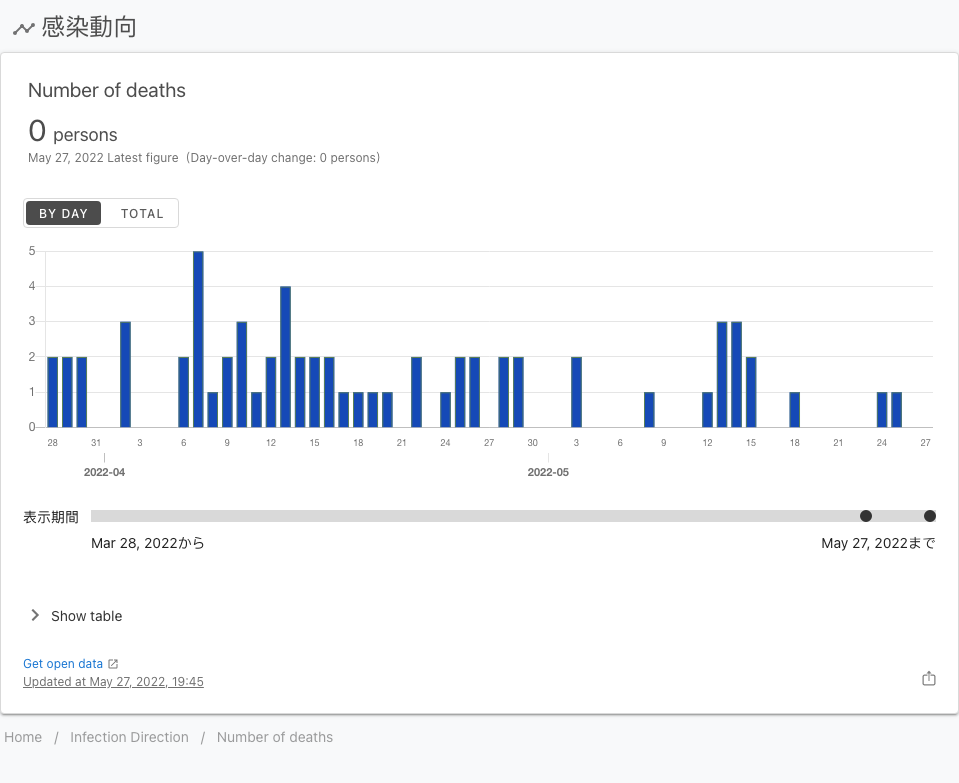 感染動向
Number of deaths
0 persons
May 27, 2022 Latest figure (Day-over-day change: 0 persons)
BY DAY TOTAL
5
4
3
2
1
0
28 31 3 6 9 12 15 18 21 24 27 30 3 6 9 12 15 18 21 24 27
2022-04 2022-05
表示期間
Mar 28, 2022から May 27, 2022まで
Show table
Get open data
Updated at May 27, 2022, 19:45
Home / Infection Direction / Number of deaths